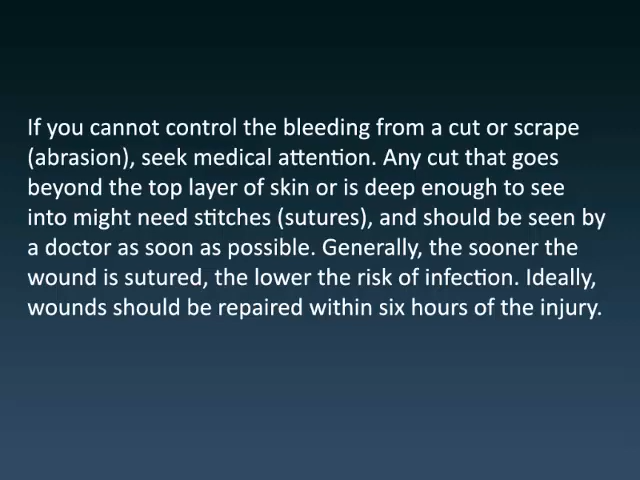 If you cannot control the bleeding from a cut or scrape
(abrasion), seek medical attention. Any cut that goes
beyond the top layer of skin or is deep enough to see
into might need stitches (sutures), and should be seen by
a doctor as soon as possible. Generally, the sooner the
wound is sutured, the lower the risk of infection. Ideally,
wounds should be repaired within six hours of the injury.